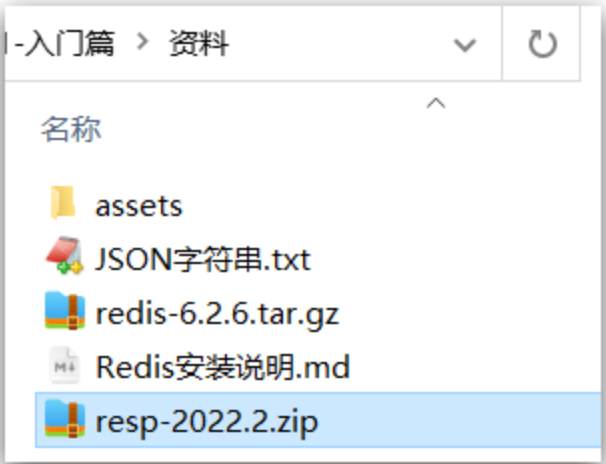 -入门篇 > 资料
名称
assets
JSON字符串.txt
redis-6.2.6.tar.gz
M↓
Redis安装说明.md
resp-2022.2.zip